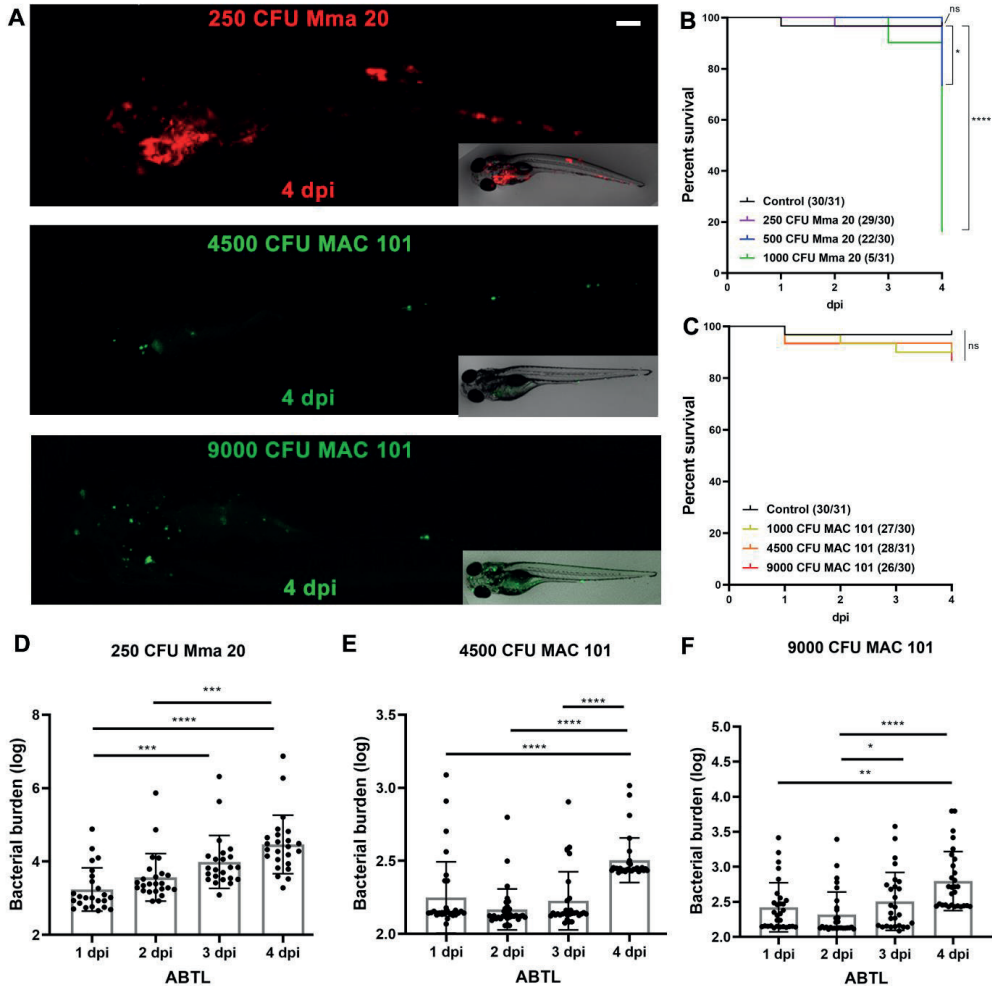 A
250 CFU Mma 20
4 dpi
4500 CFU MAC 101
4 dpi
9000 CFU MAC 101
4 dpi
B
100
80
60
40
20
0
Percent survival
0 1 2 3 4
dpi
ns
*
****
Control (30/31)
250 CFU Mma 20 (29/30)
500 CFU Mma 20 (22/30)
1000 CFU Mma 20 (5/31)
C
100
80
60
40
20
0
Percent survival
0 1 2 3 4
dpi
ns
Control (30/31)
1000 CFU MAC 101 (27/30)
4500 CFU MAC 101 (28/31)
9000 CFU MAC 101 (26/30)
D
250 CFU Mma 20
***
****
***
8
6
4
2
Bacterial burden (log)
1 dpi 2 dpi 3 dpi 4 dpi
ABTL
E
4500 CFU MAC 101
****
****
****
3.5
3.0
2.5
2.0
Bacterial burden (log)
1 dpi 2 dpi 3 dpi 4 dpi
ABTL
F
9000 CFU MAC 101
****
*
**
5.0
4.5
4.0
3.5
3.0
2.5
2.0
Bacterial burden (log)
1 dpi 2 dpi 3 dpi 4 dpi
ABTL